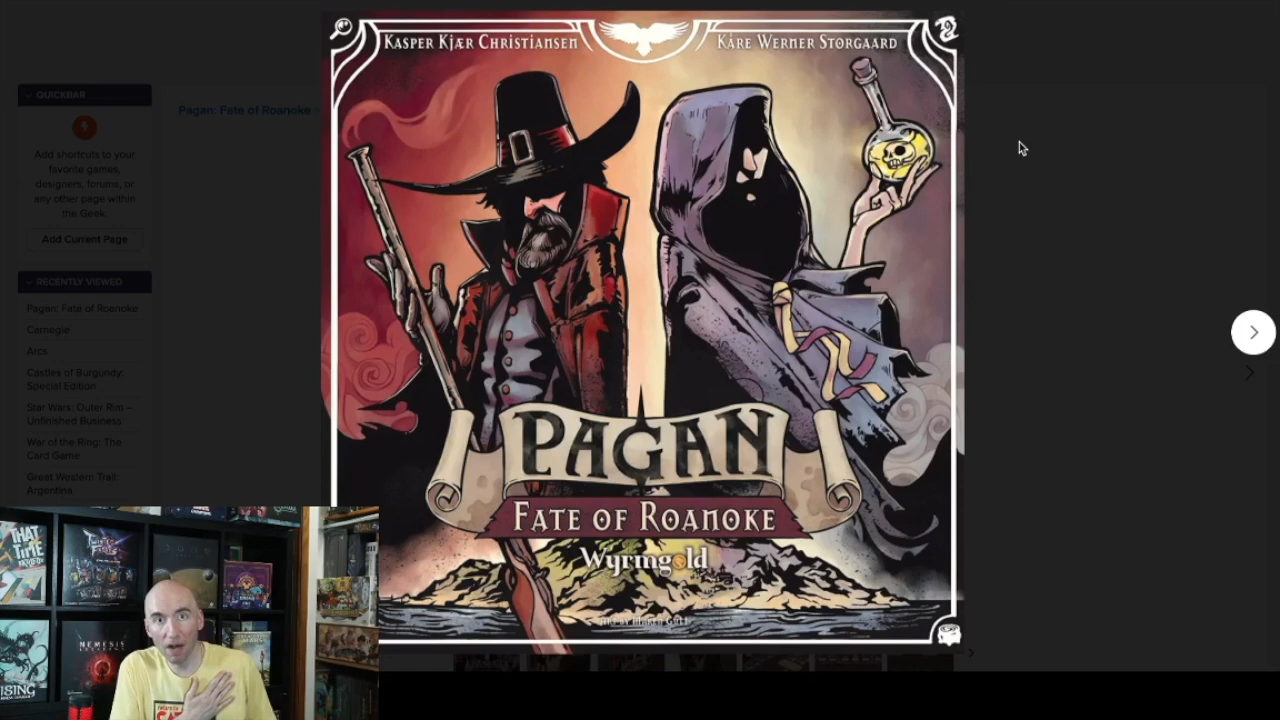 KASPER KJÆR CHRISTIANSEN
KÅRE WERNER STORGAARD
QUICKBAR
Add shortcuts to your
favorite games,
designers, forums, or
any other page within
the Geek.
Add Current Page
RECENTLY VIEWED
Pagan: Fate of Roanoke
Carnegie
Arcs
Castles of Burgundy:
Special Edition
Star Wars: Outer Rim –
Unfinished Business
War of the Ring: The
Card Game
Great Western Trail:
Argentina
Pagan: Fate of Roanoke
PAGAN
FATE OF ROANOKE
Wyrmgold
THAT
TIME
NEMESIS